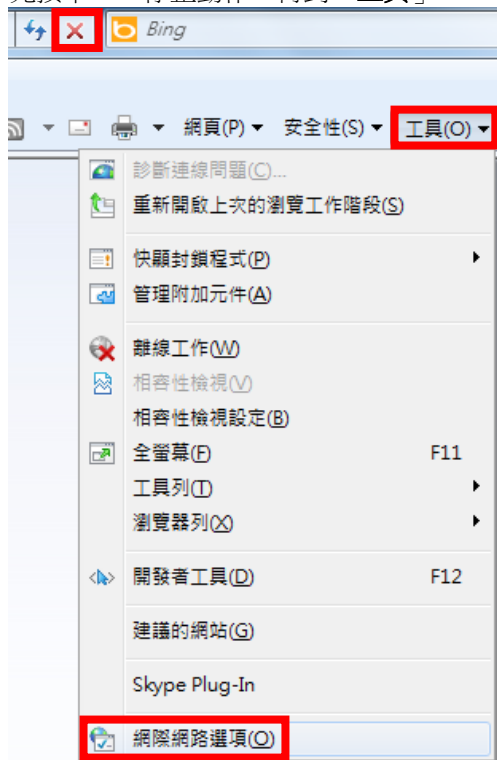 Bing
網頁(P) 安全性(S) 工具(O)
診斷連線問題(C)...
重新開啟上次的瀏覽工作階段(S)
快顯封鎖程式(P)
管理附加元件(A)
離線工作(W)
相容性檢視(V)
相容性檢視設定(B)
全螢幕(F) F11
工具列(T)
瀏覽器列(X)
開發者工具(D) F12
建議的網站(G)
Skype Plug-In
網際網路選項(O)